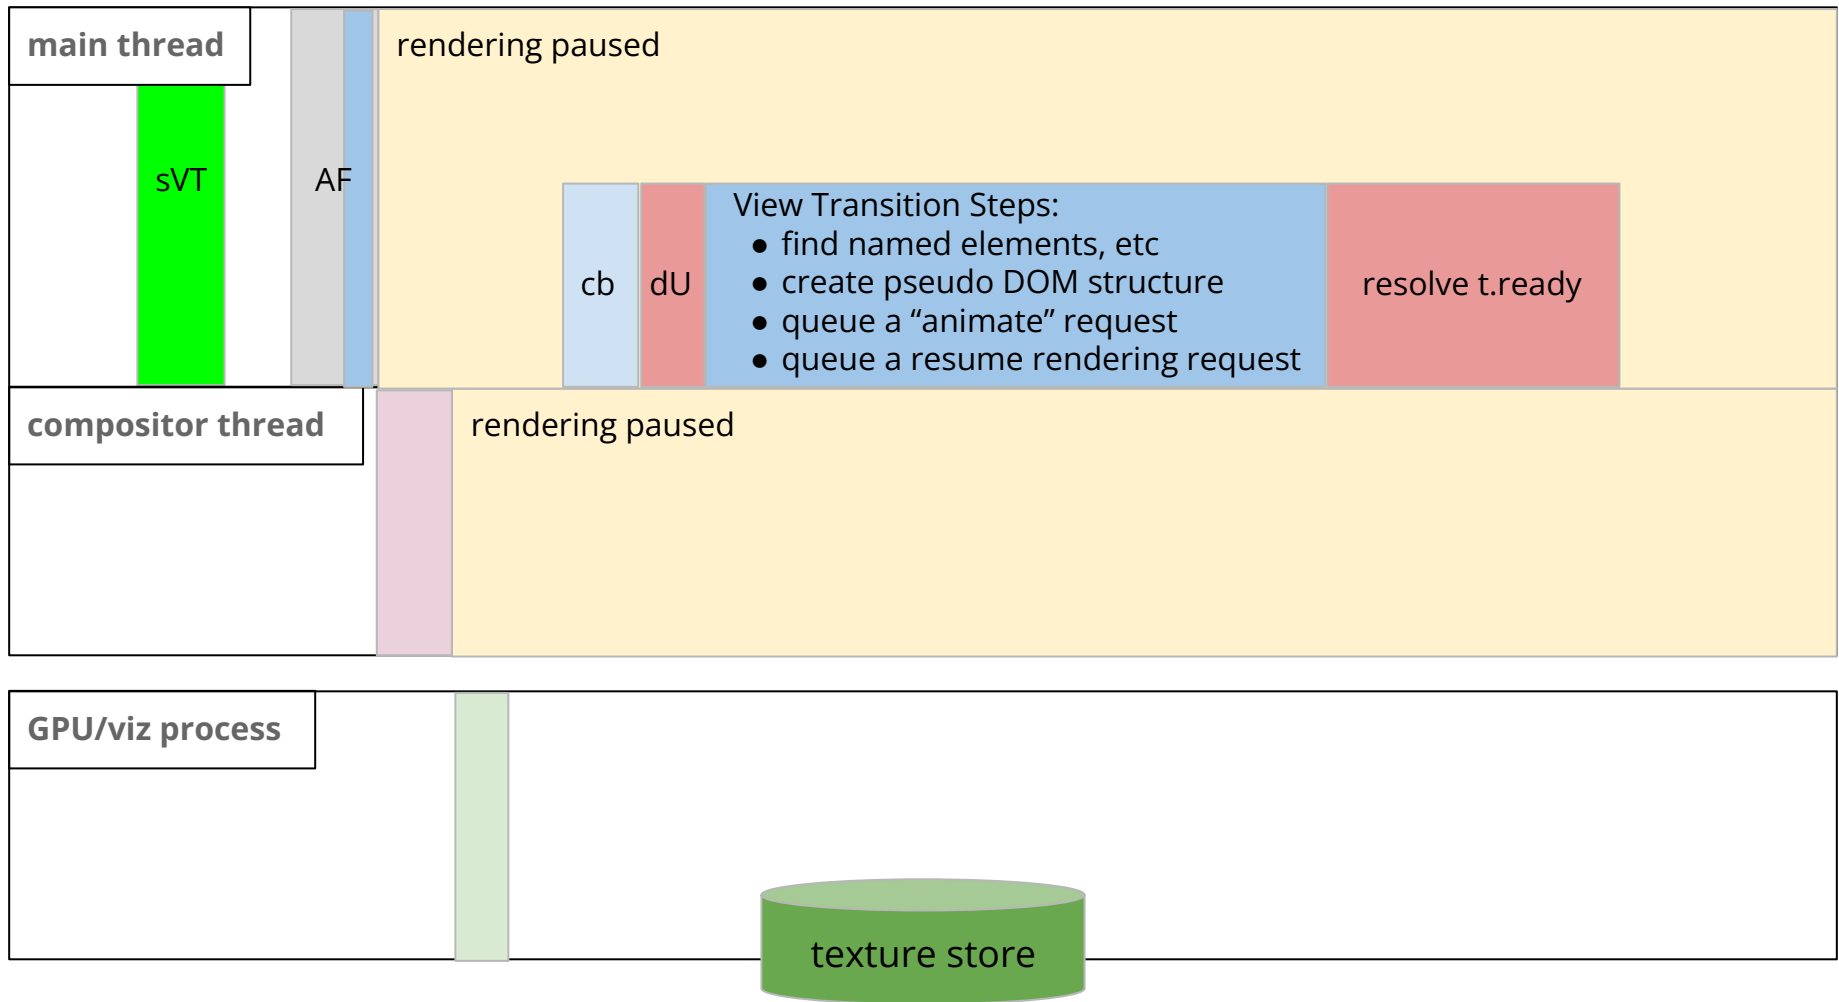 main thread
rendering paused
sVT
AF
View Transition Steps:
● find named elements, etc
● create pseudo DOM structure
● queue a “animate” request
● queue a resume rendering request
cb
dU
resolve t.ready
compositor thread
rendering paused
GPU/viz process
texture store